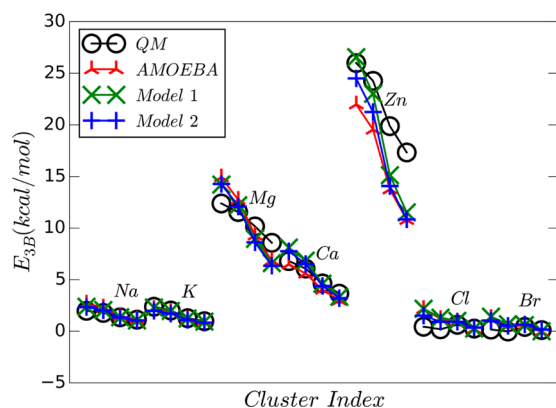 30
25
20
15
10
5
0
−5
E3B(kcal/mol)
QM
AMOEBA
Model 1
Model 2
Zn
Mg
Ca
Na K
Cl Br
Cluster Index